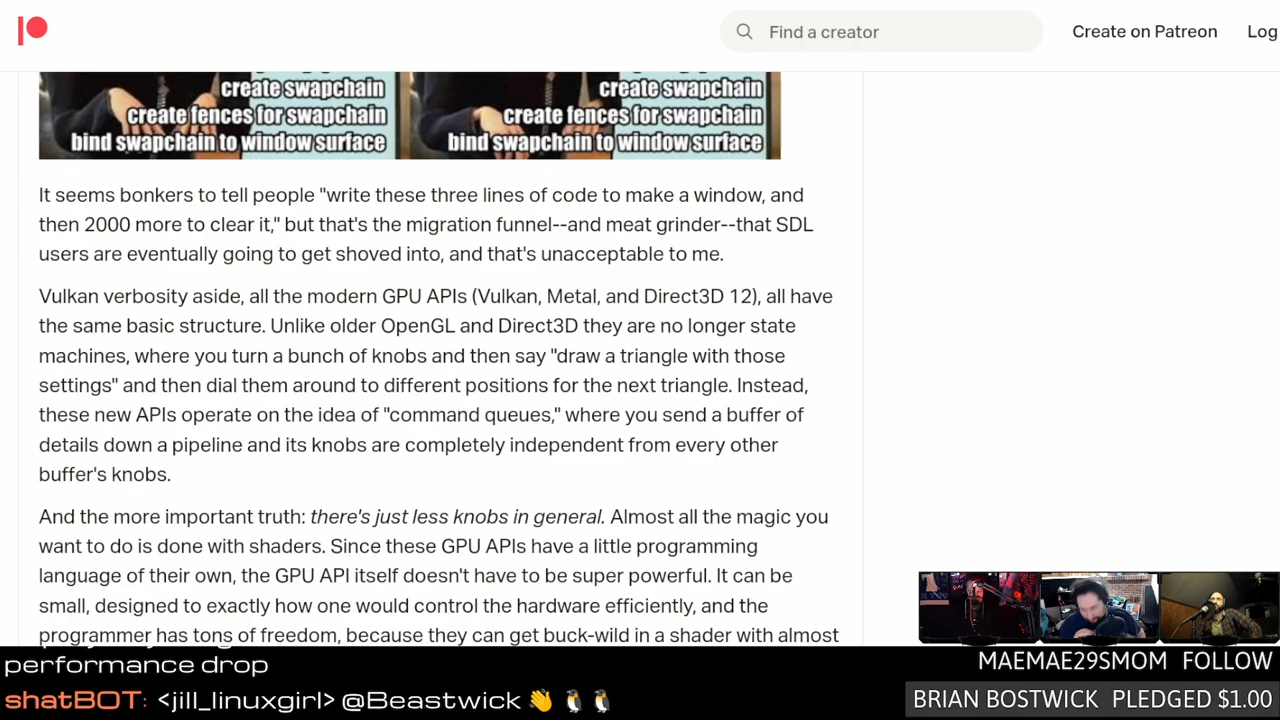 Find a creator
Create on Patreon
Log
create swapchain
create fences for swapchain
bind swapchain to window surface
create swapchain
create fences for swapchain
bind swapchain to window surface
It seems bonkers to tell people "write these three lines of code to make a window, and
then 2000 more to clear it," but that's the migration funnel--and meat grinder--that SDL
users are eventually going to get shoved into, and that's unacceptable to me.
Vulkan verbosity aside, all the modern GPU APIs (Vulkan, Metal, and Direct3D 12), all have
the same basic structure. Unlike older OpenGL and Direct3D they are no longer state
machines, where you turn a bunch of knobs and then say "draw a triangle with those
settings" and then dial them around to different positions for the next triangle. Instead,
these new APIs operate on the idea of "command queues," where you send a buffer of
details down a pipeline and its knobs are completely independent from every other
buffer's knobs.
And the more important truth: there's just less knobs in general. Almost all the magic you
want to do is done with shaders. Since these GPU APIs have a little programming
language of their own, the GPU API itself doesn't have to be super powerful. It can be
small, designed to exactly how one would control the hardware efficiently, and the
programmer has tons of freedom, because they can get buck-wild in a shader with almost
performance drop
shatBOT: <jill_linuxgirl> @Beastwick 👋 🐧 🐧
MAEMAE29SMOM FOLLOW
BRIAN BOSTWICK PLEDGED $1.00